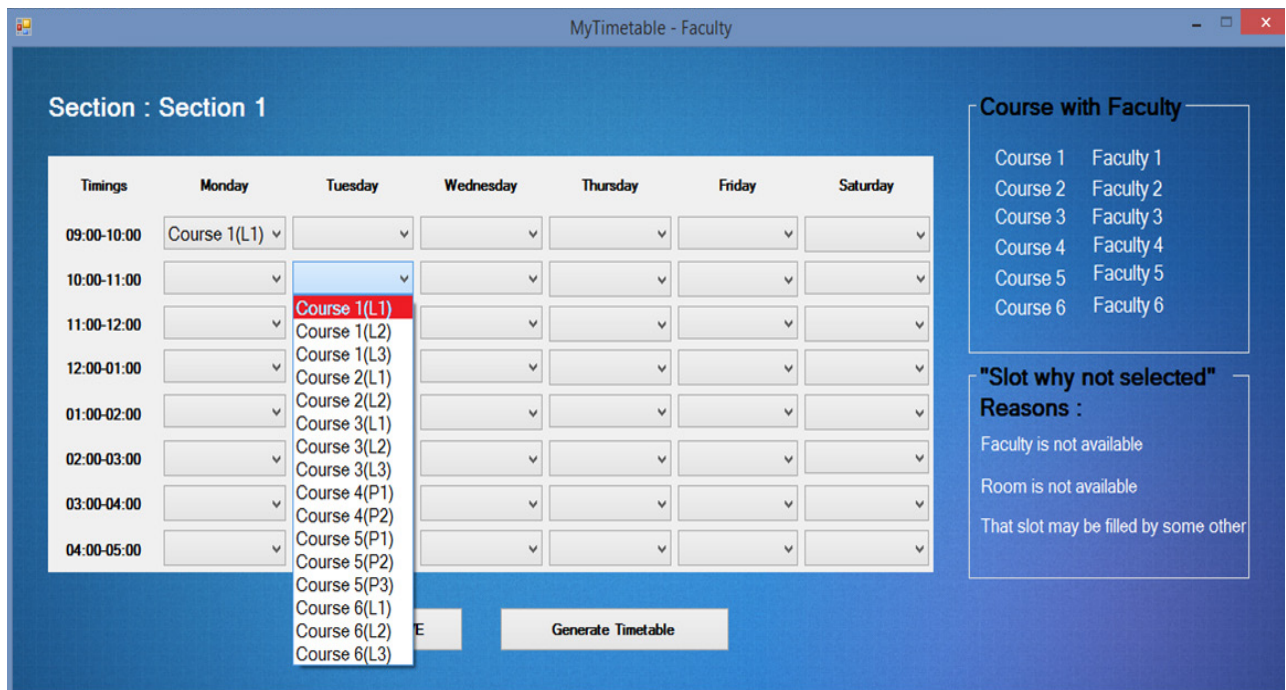 MyTimetable - Faculty
Section : Section 1
Timings Monday Tuesday Wednesday Thursday Friday Saturday
09:00-10:00 Course 1(L1)
10:00-11:00
11:00-12:00
12:00-01:00
01:00-02:00
02:00-03:00
03:00-04:00
04:00-05:00
Course 1(L1)
Course 1(L2)
Course 1(L3)
Course 2(L1)
Course 2(L2)
Course 3(L1)
Course 3(L2)
Course 3(L3)
Course 4(P1)
Course 4(P2)
Course 5(P1)
Course 5(P2)
Course 5(P3)
Course 6(L1)
Course 6(L2)
Course 6(L3)
Generate Timetable
Course with Faculty
Course 1 Faculty 1
Course 2 Faculty 2
Course 3 Faculty 3
Course 4 Faculty 4
Course 5 Faculty 5
Course 6 Faculty 6
"Slot why not selected"
Reasons :
Faculty is not available
Room is not available
That slot may be filled by some other